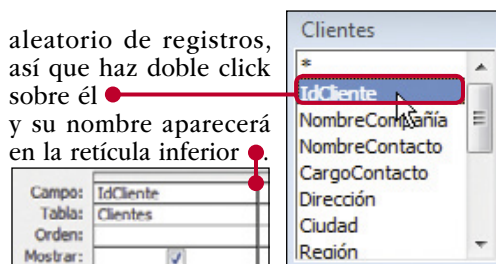 aleatorio de registros,
así que haz doble click
sobre él
y su nombre aparecerá
en la retícula inferior .
Campo: IdCliente
Tabla: Clientes
Orden:
Mostrar:
Clientes
*
IdCliente
NombreCompañía
NombreContacto
CargoContacto
Dirección
Ciudad
Región